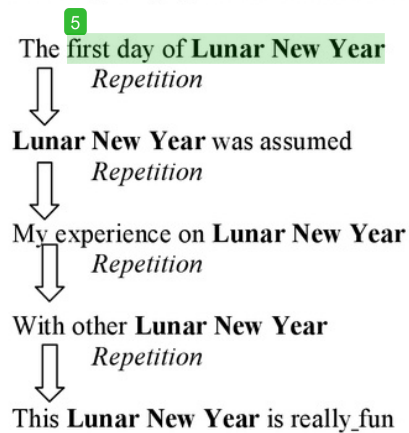 5
The first day of Lunar New Year
Repetition
Lunar New Year was assumed
Repetition
My experience on Lunar New Year
Repetition
With other Lunar New Year
Repetition
This Lunar New Year is really_fun